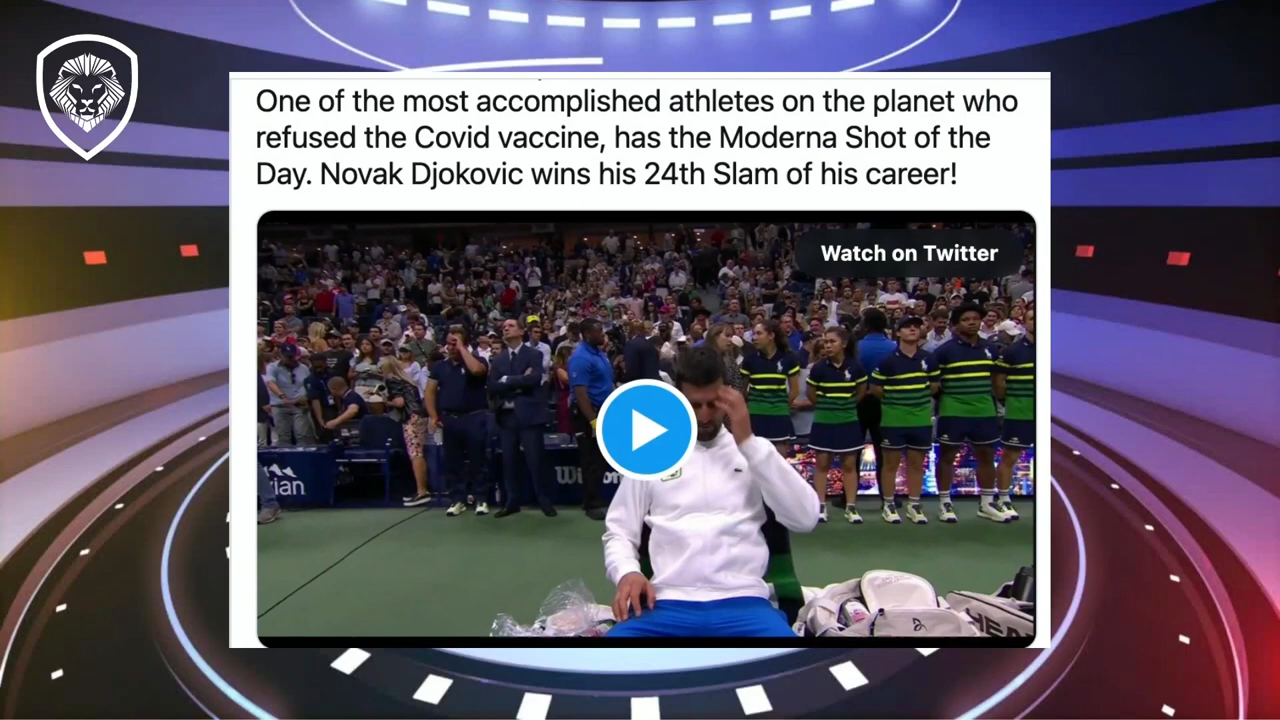 One of the most accomplished athletes on the planet who
refused the Covid vaccine, has the Moderna Shot of the
Day. Novak Djokovic wins his 24th Slam of his career!
Watch on Twitter